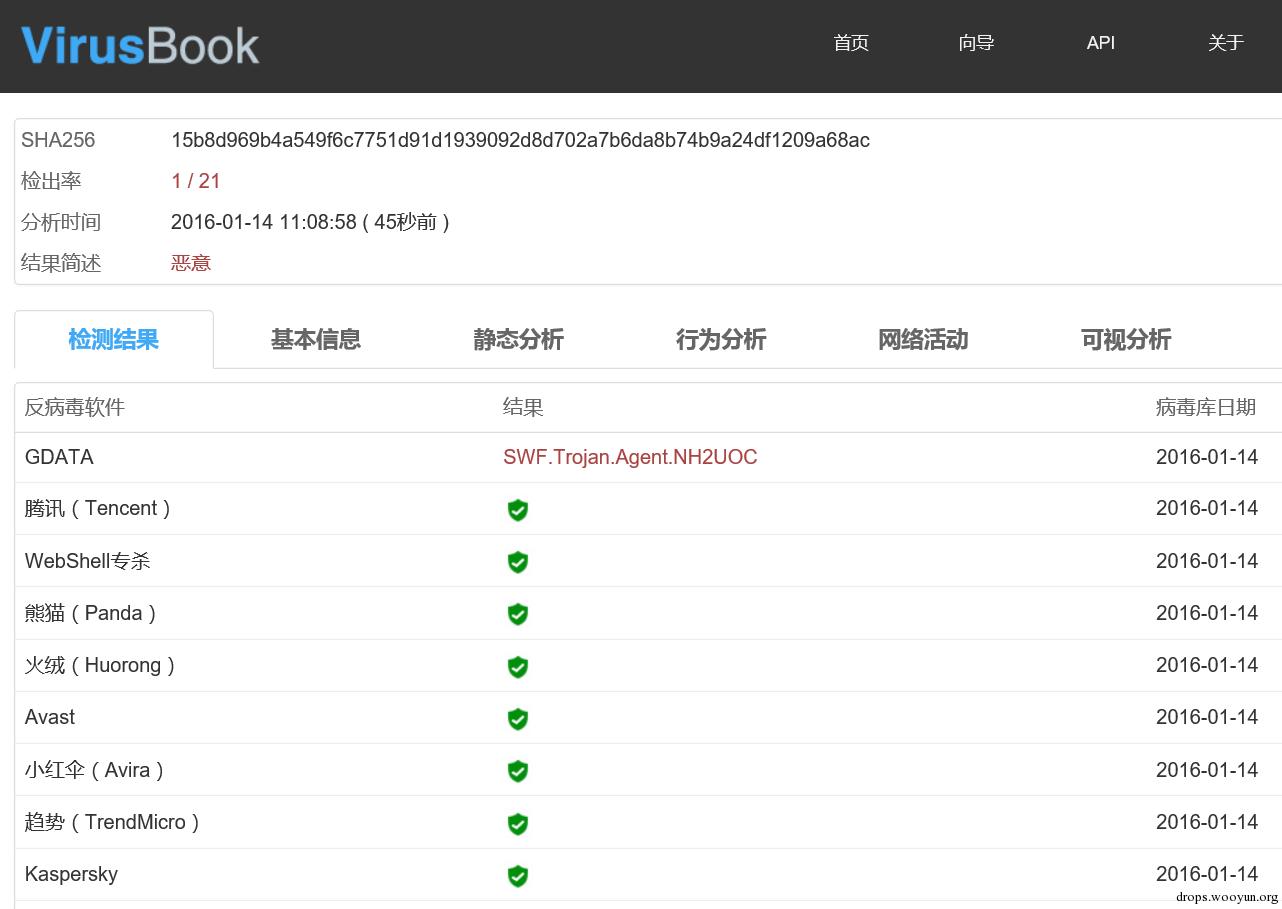 VirusBook 首页 向导 API 关于
SHA256 15b8d969b4a549f6c7751d91d1939092d8d702a7b6da8b74b9a24df1209a68ac
检出率 1 / 21
分析时间 2016-01-14 11:08:58 ( 45秒前 )
结果简述 恶意
检测结果 基本信息 静态分析 行为分析 网络活动 可视分析
反病毒软件 结果 病毒库日期
GDATA SWF.Trojan.Agent.NH2UOC 2016-01-14
腾讯 ( Tencent ) 2016-01-14
WebShell专杀 2016-01-14
熊猫 ( Panda ) 2016-01-14
火绒 ( Huorong ) 2016-01-14
Avast 2016-01-14
小红伞 ( Avira ) 2016-01-14
趋势 ( TrendMicro ) 2016-01-14
Kaspersky 2016-01-14
drops.wooyun.org